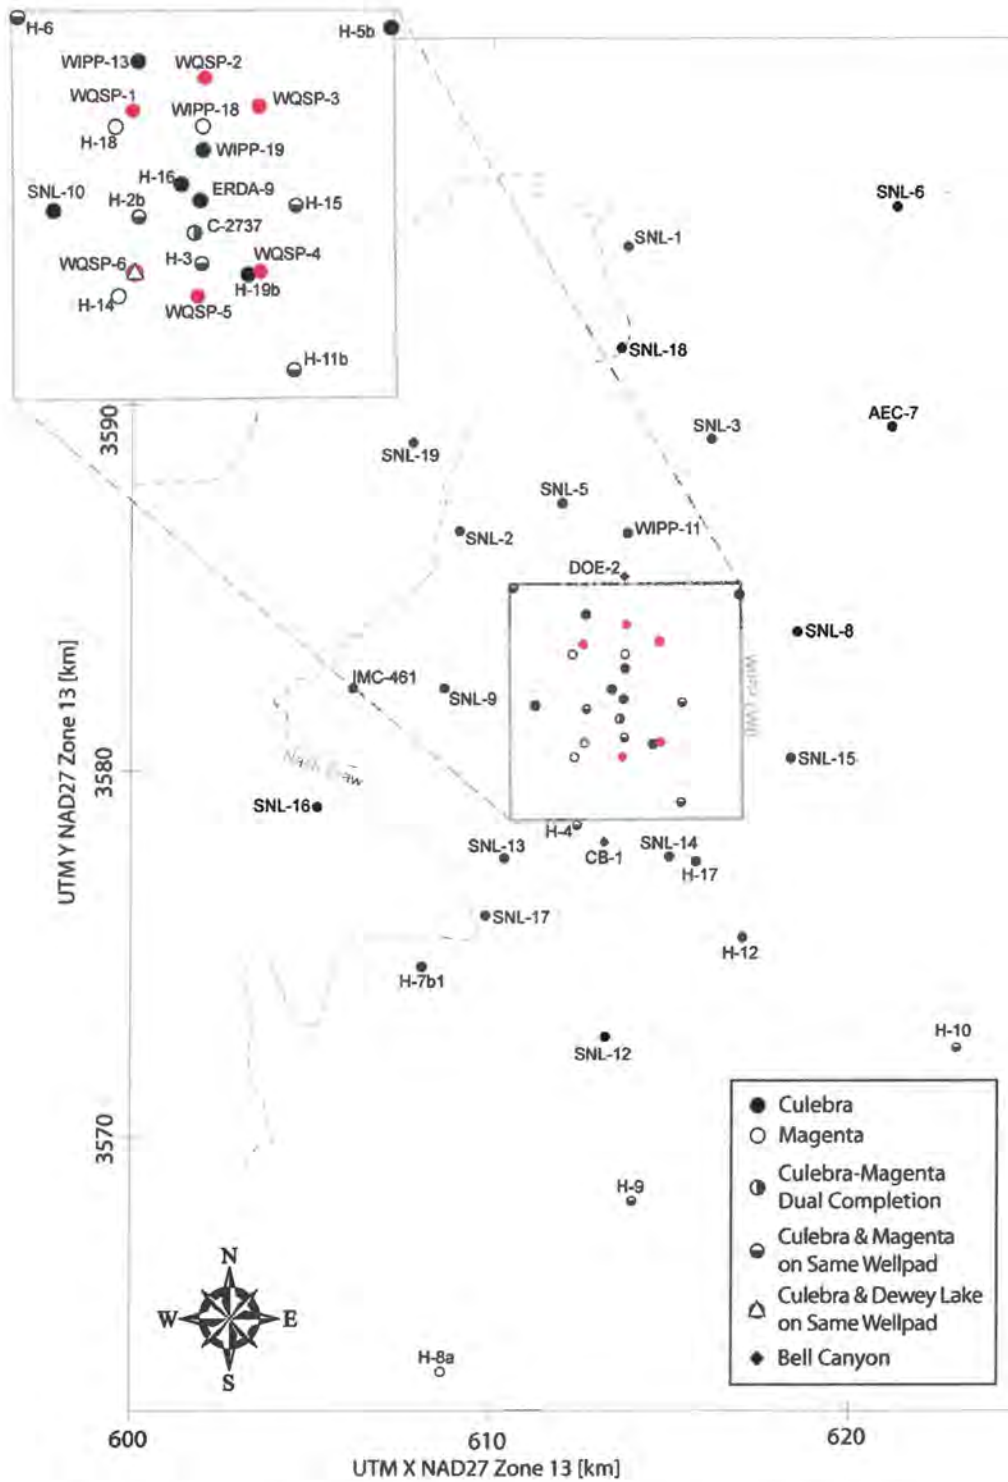 H-6
H-5b
WIPP-13
WQSP-2
WQSP-1
WIPP-18
WQSP-3
H-18
WIPP-19
H-16
SNL-10
H-2b
ERDA-9
H-15
C-2737
H-3
WQSP-6
WQSP-4
H-14
H-19b
WQSP-5
H-11b
SNL-6
SNL-1
SNL-18
AEC-7
SNL-3
SNL-19
SNL-5
SNL-2
WIPP-11
DOE-2
SNL-8
IMC-461
SNL-9
WIPP LWB
Nash Draw
SNL-15
SNL-16
H-4
SNL-13
CB-1
SNL-14
H-17
SNL-17
H-12
H-7b1
SNL-12
H-10
H-9
H-8a
3590
3580
3570
UTM Y NAD27 Zone 13 [km]
Culebra
Magenta
Culebra-Magenta
Dual Completion
Culebra & Magenta
on Same Wellpad
Culebra & Dewey Lake
on Same Wellpad
Bell Canyon
N
W
E
S
600
610
620
UTM X NAD27 Zone 13 [km]